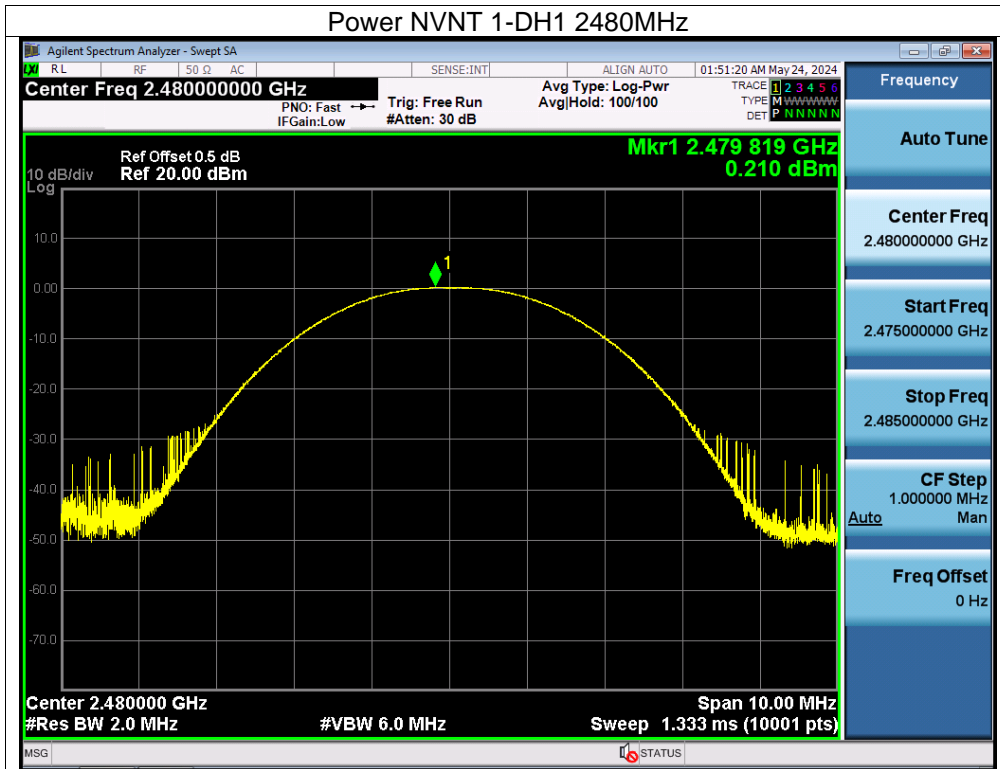 Power NVNT 1-DH1 2480MHz
Agilent Spectrum Analyzer - Swept SA
LXI RL RF 50 Ω AC SENSE:INT ALIGN AUTO 01:51:20 AM May 24, 2024
Center Freq 2.480000000 GHz
PNO: Fast
IFGain:Low
Trig: Free Run
#Atten: 30 dB
Avg Type: Log-Pwr
Avg|Hold: 100/100
TRACE 1 2 3 4 5 6
TYPE M W W W W W
DET P N N N N N
Mkr1 2.479 819 GHz
0.210 dBm
Ref Offset 0.5 dB
10 dB/div Ref 20.00 dBm
Log
10.0
1
0.00
-10.0
-20.0
-30.0
-40.0
-50.0
-60.0
-70.0
Center 2.480000 GHz Span 10.00 MHz
#Res BW 2.0 MHz #VBW 6.0 MHz Sweep 1.333 ms (10001 pts)
MSG STATUS
Frequency
Auto Tune
Center Freq
2.480000000 GHz
Start Freq
2.475000000 GHz
Stop Freq
2.485000000 GHz
CF Step
1.000000 MHz
Auto Man
Freq Offset
0 Hz